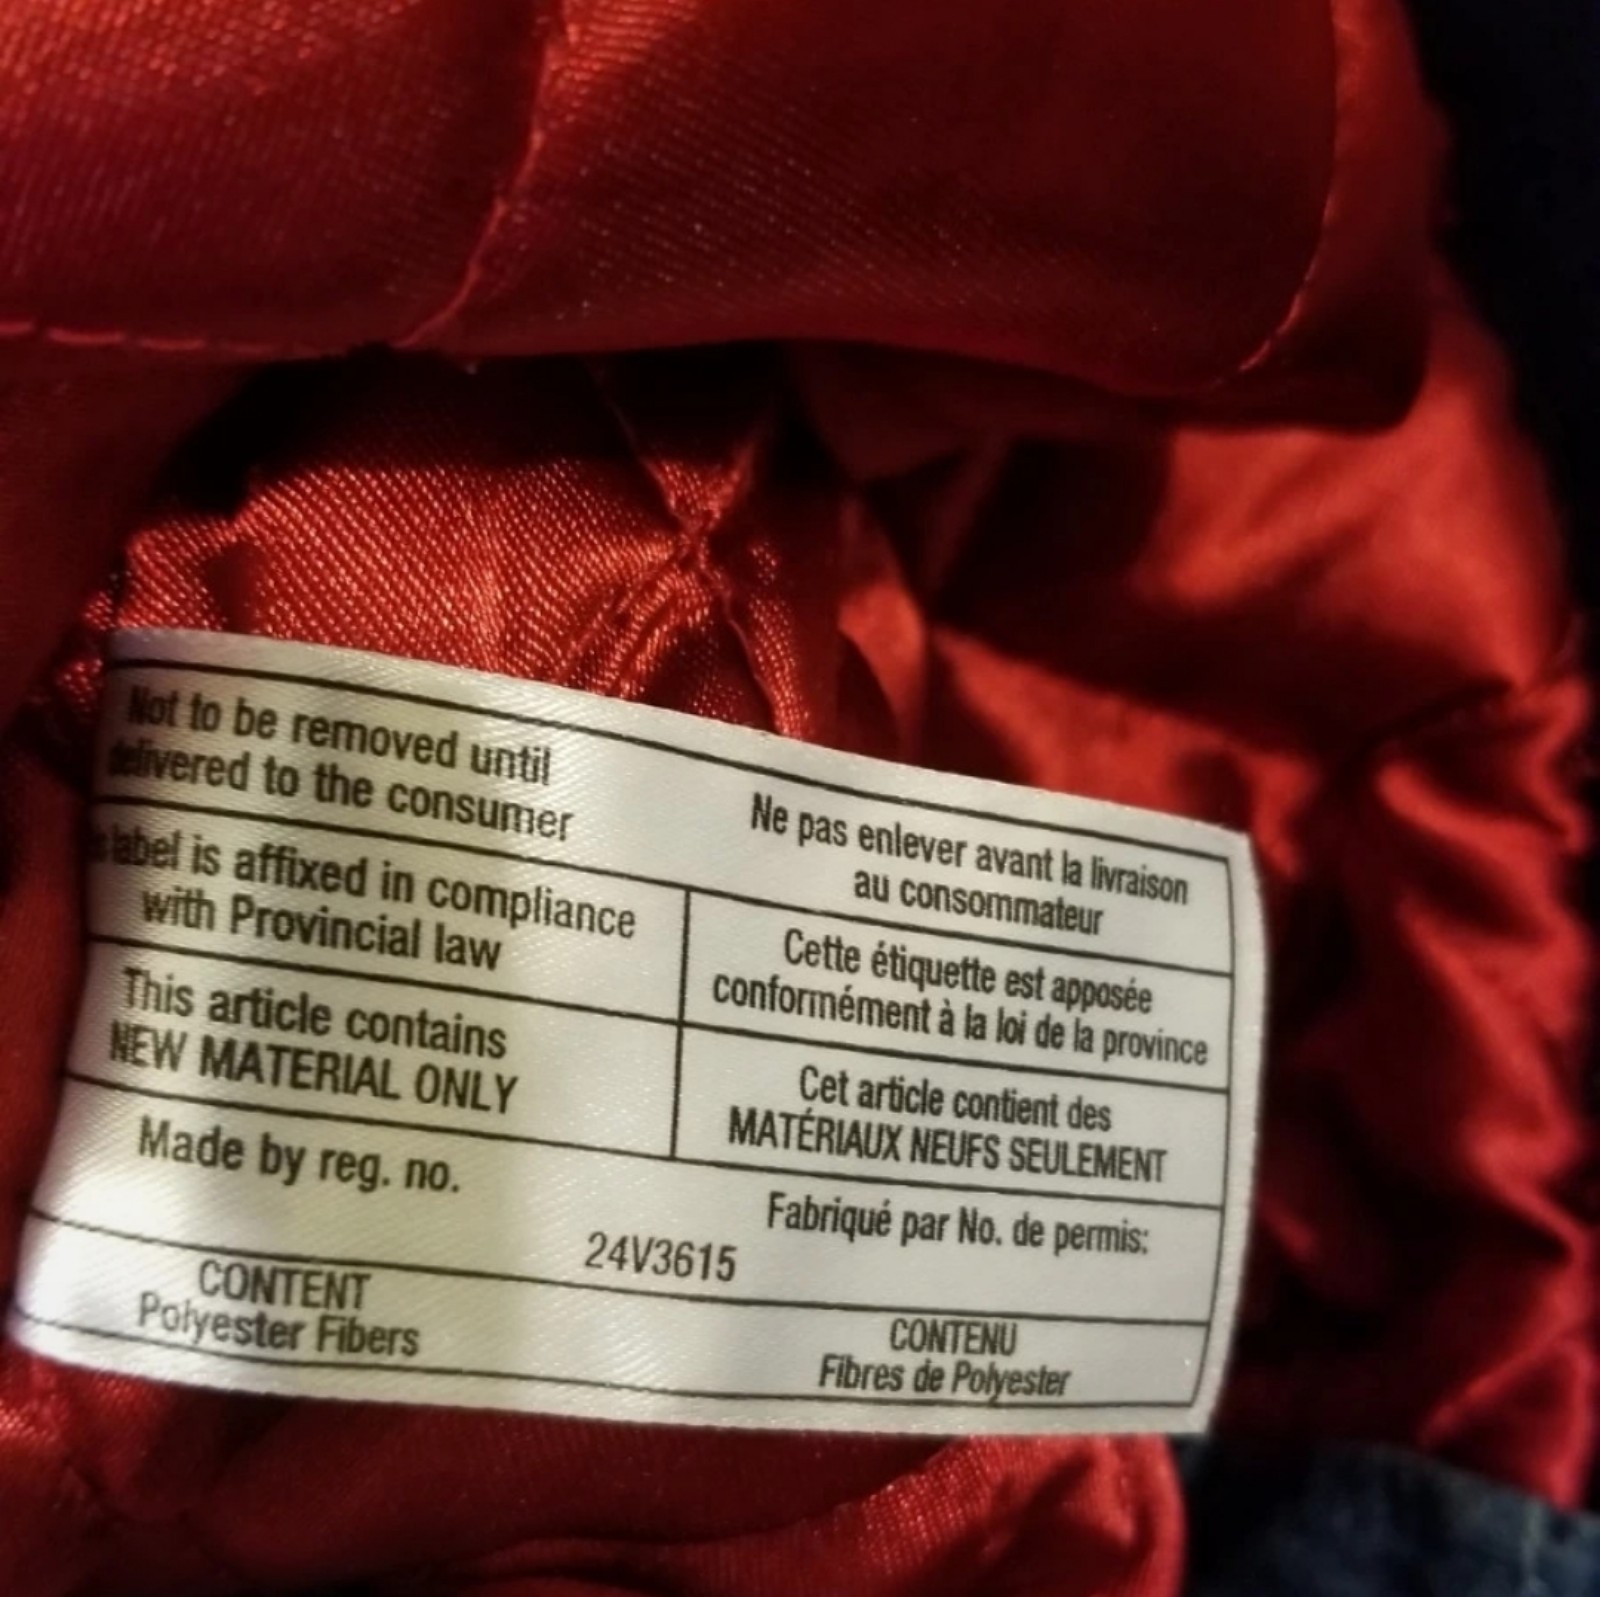 Not to be removed until
delivered to the consumer
Ne pas enlever avant la livraison
au consommateur
label is affixed in compliance
with Provincial law
Cette étiquette est apposée
conformément à la loi de la province
This article contains
NEW MATERIAL ONLY
Cet article contient des
MATÉRIAUX NEUFS SEULEMENT
Made by reg. no.
Fabriqué par No. de permis:
24V3615
CONTENT
Polyester Fibers
CONTENU
Fibres de Polyester